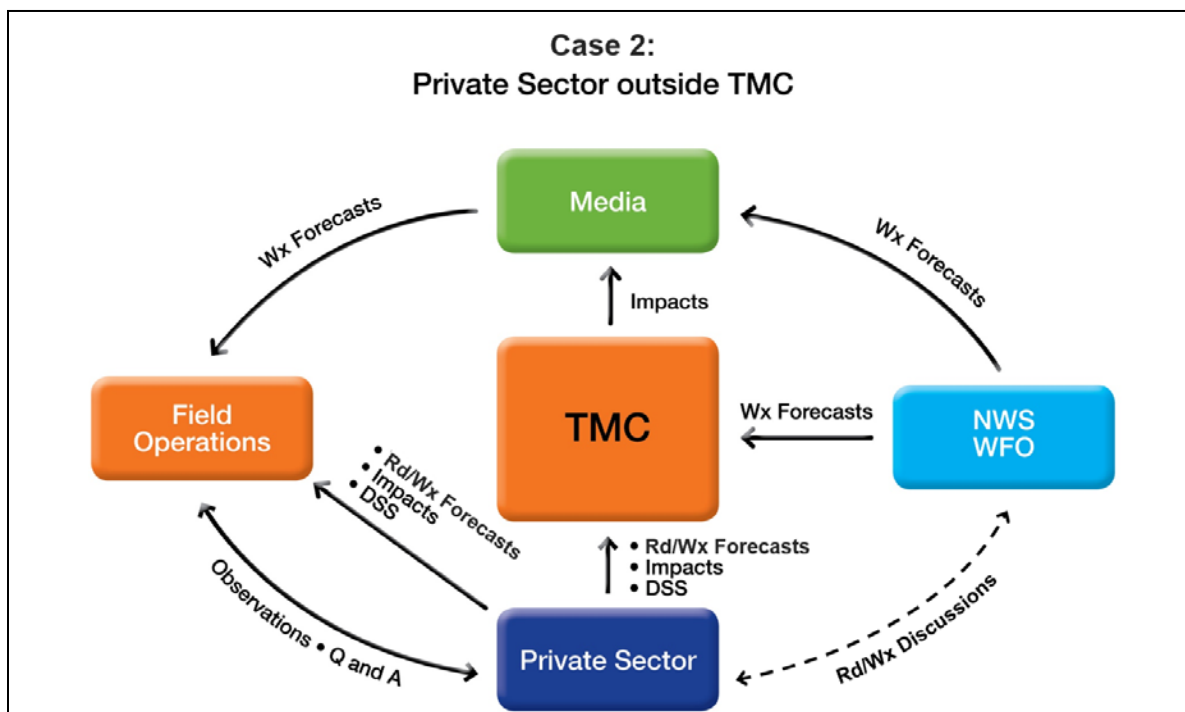 Case 2:
Private Sector outside TMC
Media
Wx Forecasts
Wx Forecasts
Impacts
Field
Operations
TMC
Wx Forecasts
NWS
WFO
• Rd/Wx Forecasts
• Impacts
• DSS
• Rd/Wx Forecasts
• Impacts
• DSS
Observations • Q and A
Private Sector
Rd/Wx Discussions